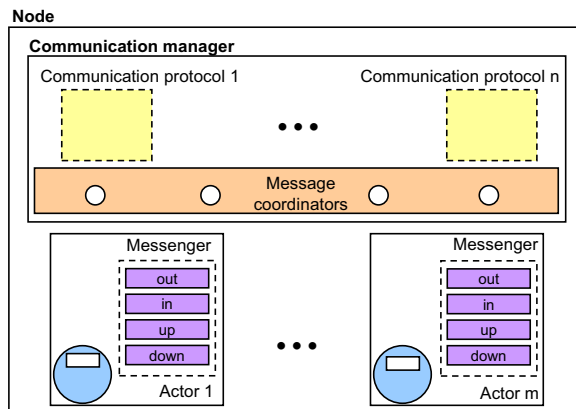 Node
Communication manager
Communication protocol 1
Communication protocol n
Message
coordinators
Messenger
out
in
up
down
Actor 1
Messenger
out
in
up
down
Actor m